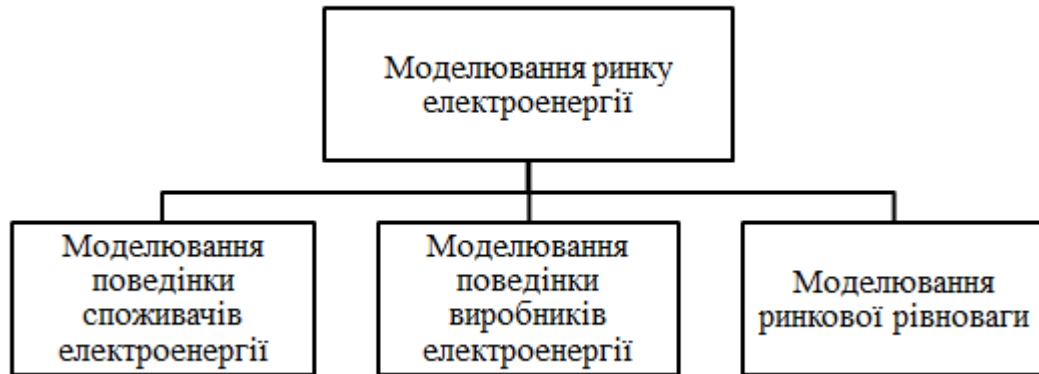 Моделювання ринку
електроенергії
Моделювання
поведінки
споживачів
електроенергії
Моделювання
поведінки
виробників
електроенергії
Моделювання
ринкової рівноваги